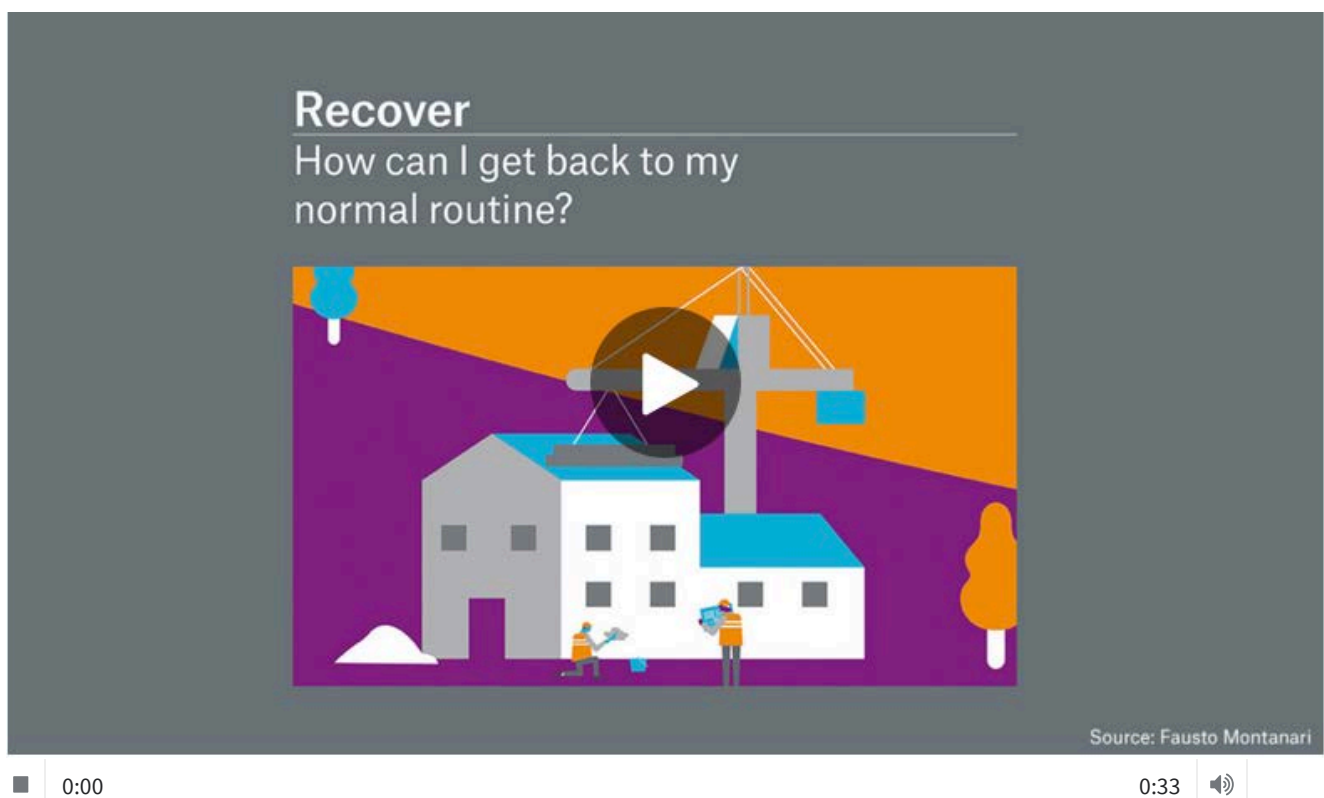 Recover
How can I get back to my
normal routine?
Source: Fausto Montanari
0:00
0:33